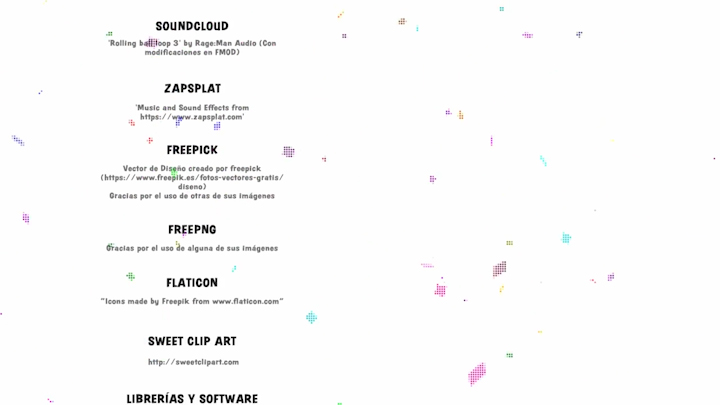 SOUNDCLOUD
'Rolling ball loop 3' by Rage:Man Audio (Con
modificaciones en FMOD)
ZAPSPLAT
'Music and Sound Effects from
https://www.zapsplat.com'
FREEPICK
Vector de Diseño creado por freepick
(https://www.freepik.es/fotos-vectores-gratis/
diseno)
Gracias por el uso de otras de sus imágenes
FREEPNG
Gracias por el uso de alguna de sus imágenes
FLATICON
"Icons made by Freepik from www.flaticon.com"
SWEET CLIP ART
http://sweetclipart.com
LIBRERÍAS Y SOFTWARE